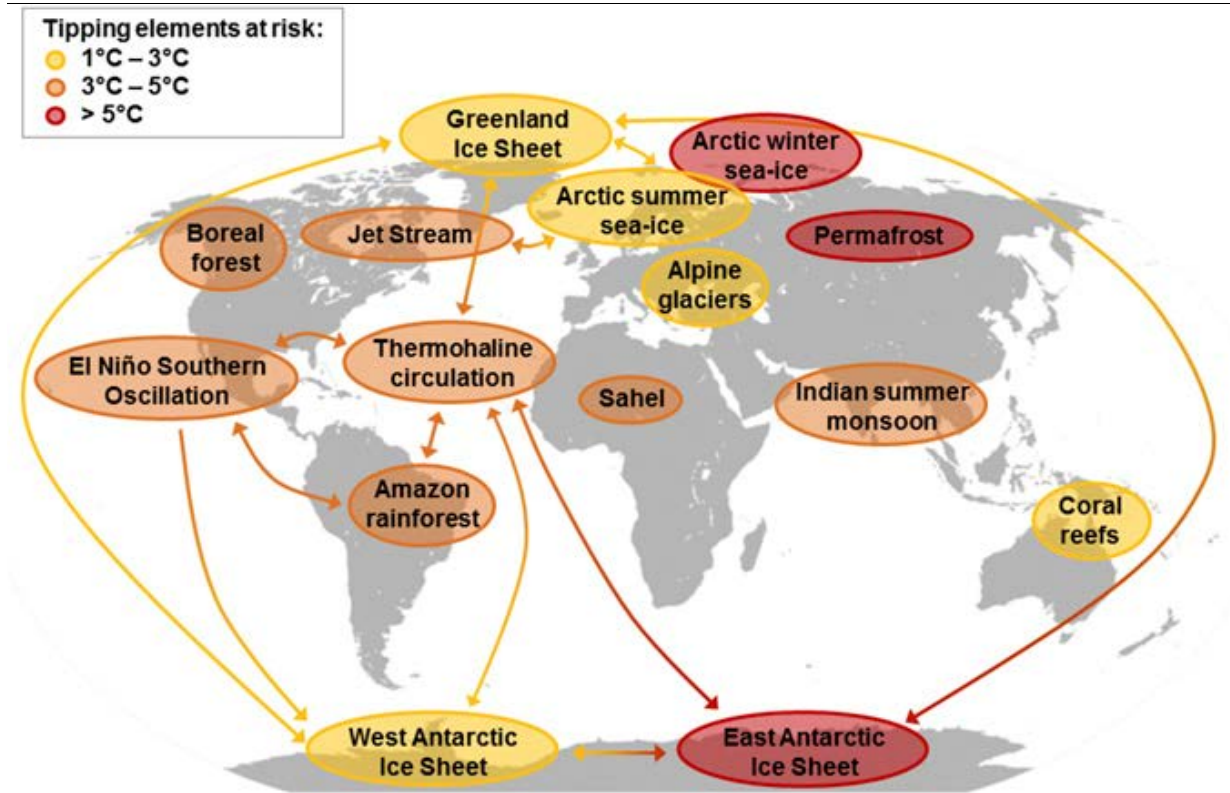 Tipping elements at risk:
1°C – 3°C
3°C – 5°C
> 5°C
Greenland
Ice Sheet
Arctic winter
sea-ice
Arctic summer
sea-ice
Boreal
forest
Jet Stream
Permafrost
Alpine
glaciers
El Niño Southern
Oscillation
Thermohaline
circulation
Sahel
Indian summer
monsoon
Amazon
rainforest
Coral
reefs
West Antarctic
Ice Sheet
East Antarctic
Ice Sheet